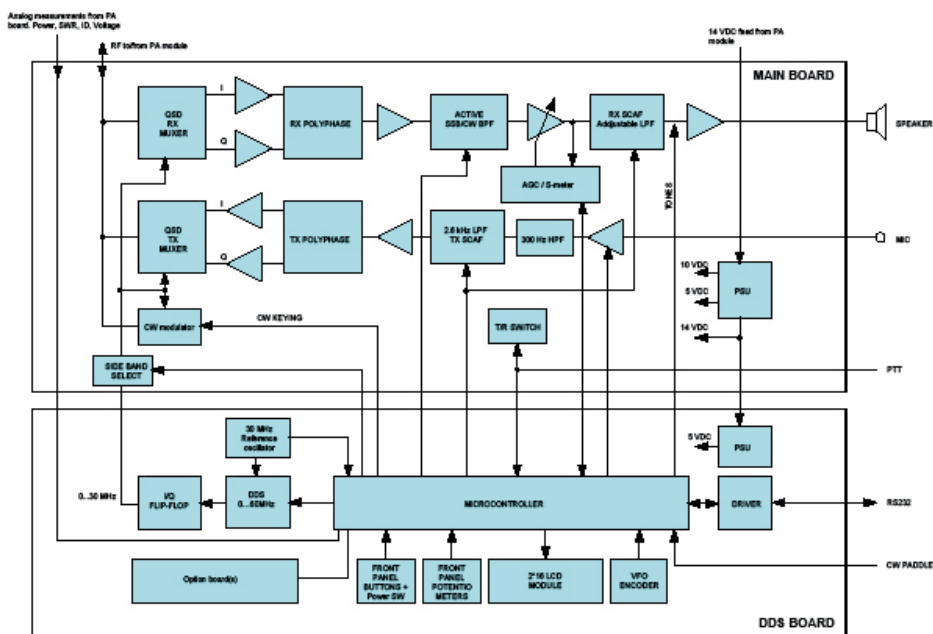 Analog measurements from PA
board. Power, SWR, ID, Voltage
RF to/from PA module
14 VDC feed from PA
module
MAIN BOARD
QSD
RX
MUXER
I
Q
RX POLYPHASE
ACTIVE
SSB/CW BPF
RX SCAF
Adjustable LPF
SPEAKER
AGC / S-meter
TONES
QSD
TX
MUXER
I
Q
TX POLYPHASE
2.6 kHz LPF
TX SCAF
300 Hz HPF
MIC
10 VDC
5 VDC
PSU
14 VDC
CW modulator
CW KEYING
T/R SWITCH
SIDE BAND
SELECT
PTT
30 MHz
Reference
oscillator
5 VDC
PSU
0...30 MHz
I/Q
FLIP-FLOP
DDS
0...60MHz
MICROCONTROLLER
DRIVER
RS232
Option board(s)
FRONT
PANEL
BUTTONS +
Power SW
FRONT
PANEL
POTENTIO
METERS
2*16 LCD
MODULE
VFO
ENCODER
CW PADDLE
DDS BOARD